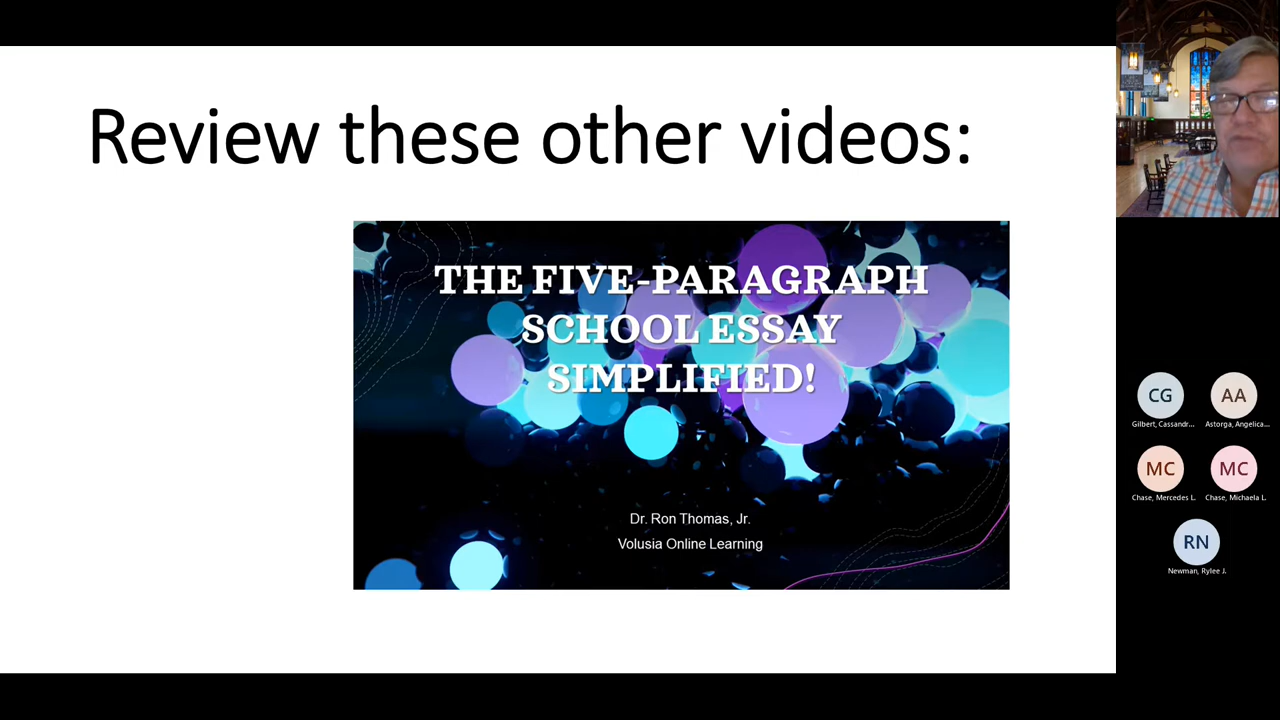 Review these other videos:
THE FIVE-PARAGRAPH
SCHOOL ESSAY
SIMPLIFIED!
Dr. Ron Thomas, Jr.
Volusia Online Learning
CG
AA
Gilbert, Cassandr...
Astorga, Angelica...
MC
MC
Chase, Mercedes L.
Chase, Michaela L.
RN
Newman, Rylee J.